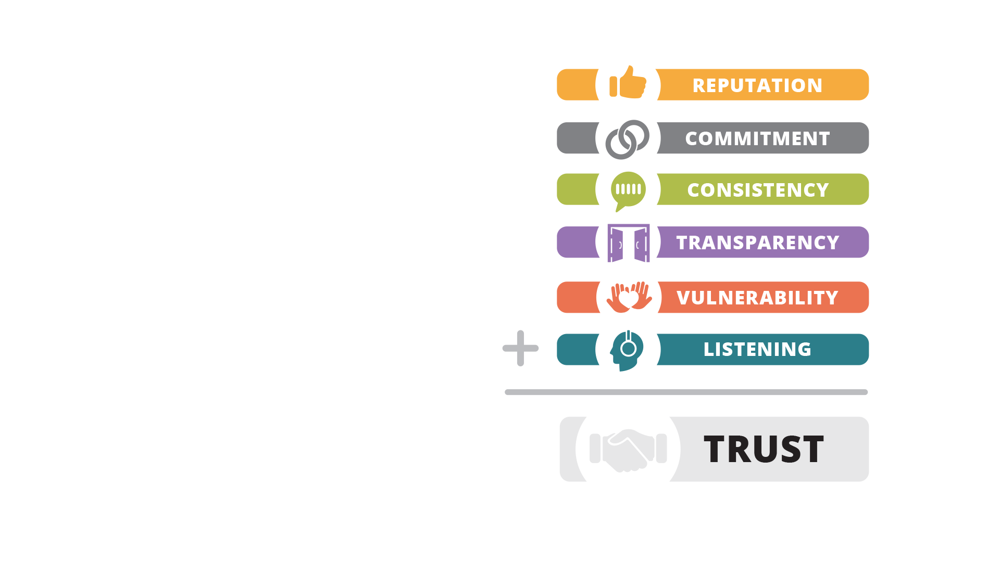 REPUTATION
COMMITMENT
CONSISTENCY
TRANSPARENCY
VULNERABILITY
+ LISTENING
TRUST